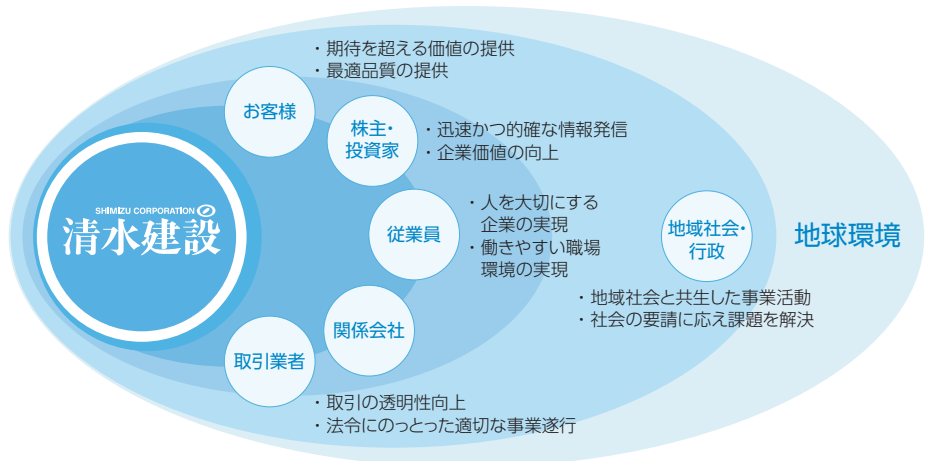 ・期待を超える価値の提供
・最適品質の提供
お客様
株主・
投資家
・迅速かつ的確な情報発信
・企業価値の向上
SHIMIZU CORPORATION
清水建設
従業員
・人を大切にする
企業の実現
・働きやすい職場
環境の実現
地域社会・
行政
地球環境
・地域社会と共生した事業活動
・社会の要請に応え課題を解決
関係会社
取引業者
・取引の透明性向上
・法令にのっとった適切な事業遂行